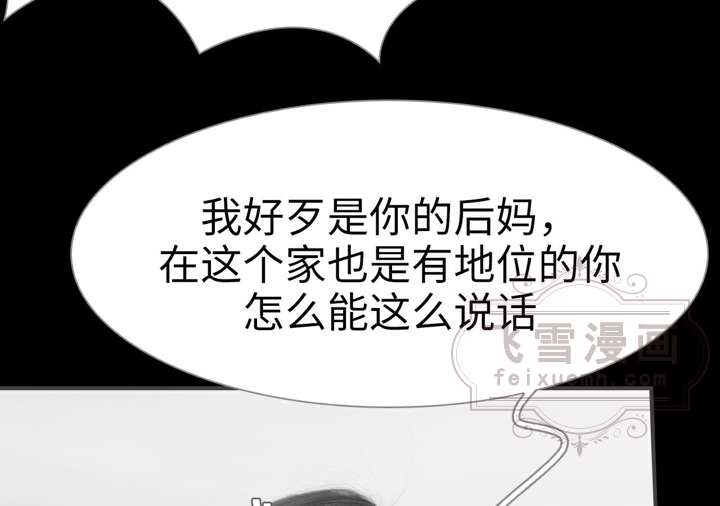 我好歹是你的后妈，
在这个家也是有地位的你
怎么能这么说话
飞雪漫画
feixuemh.com